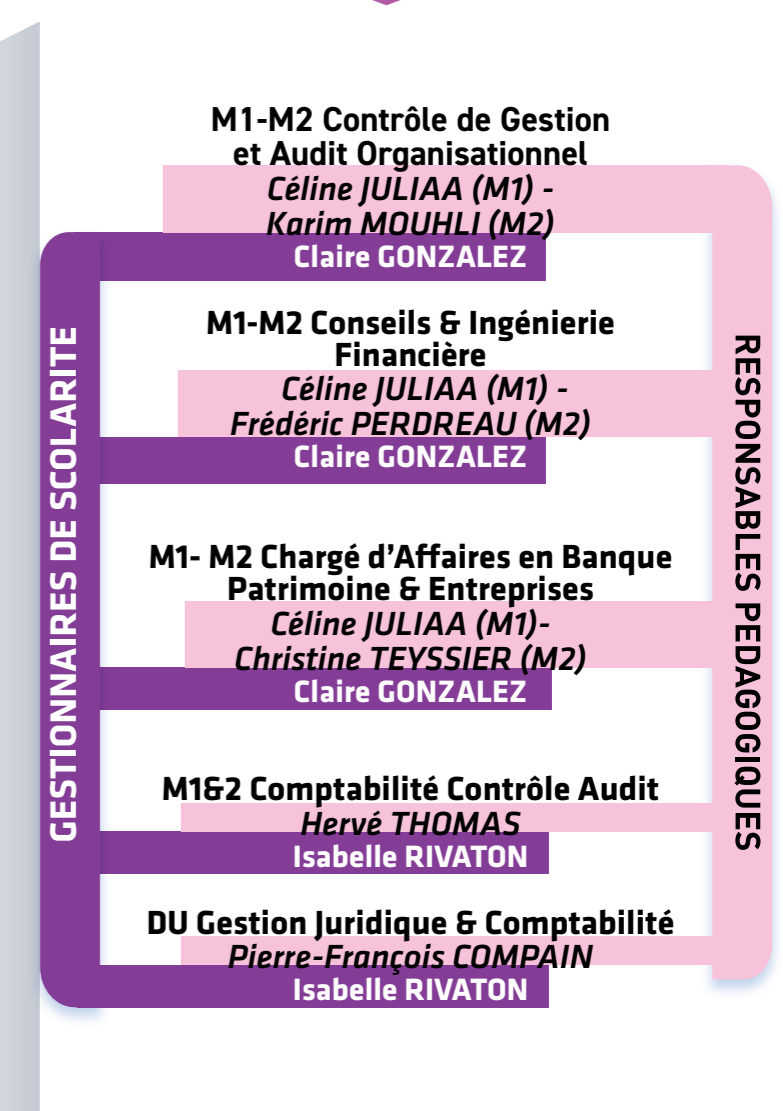 M1-M2 Contrôle de Gestion
et Audit Organisationnel
Céline JULIAA (M1) -
Karim MOUHLI (M2)
Claire GONZALEZ
M1-M2 Conseils & Ingénierie
Financière
Céline JULIAA (M1) -
Frédéric PERDREAU (M2)
Claire GONZALEZ
M1- M2 Chargé d’Affaires en Banque
Patrimoine & Entreprises
Céline JULIAA (M1)-
Christine TEYSSIER (M2)
Claire GONZALEZ
M1&2 Comptabilité Contrôle Audit
Hervé THOMAS
Isabelle RIVATON
DU Gestion Juridique & Comptabilité
Pierre-François COMPAIN
Isabelle RIVATON
GESTIONNAIRES DE SCOLARITE
RESPONSABLES PEDAGOGIQUES